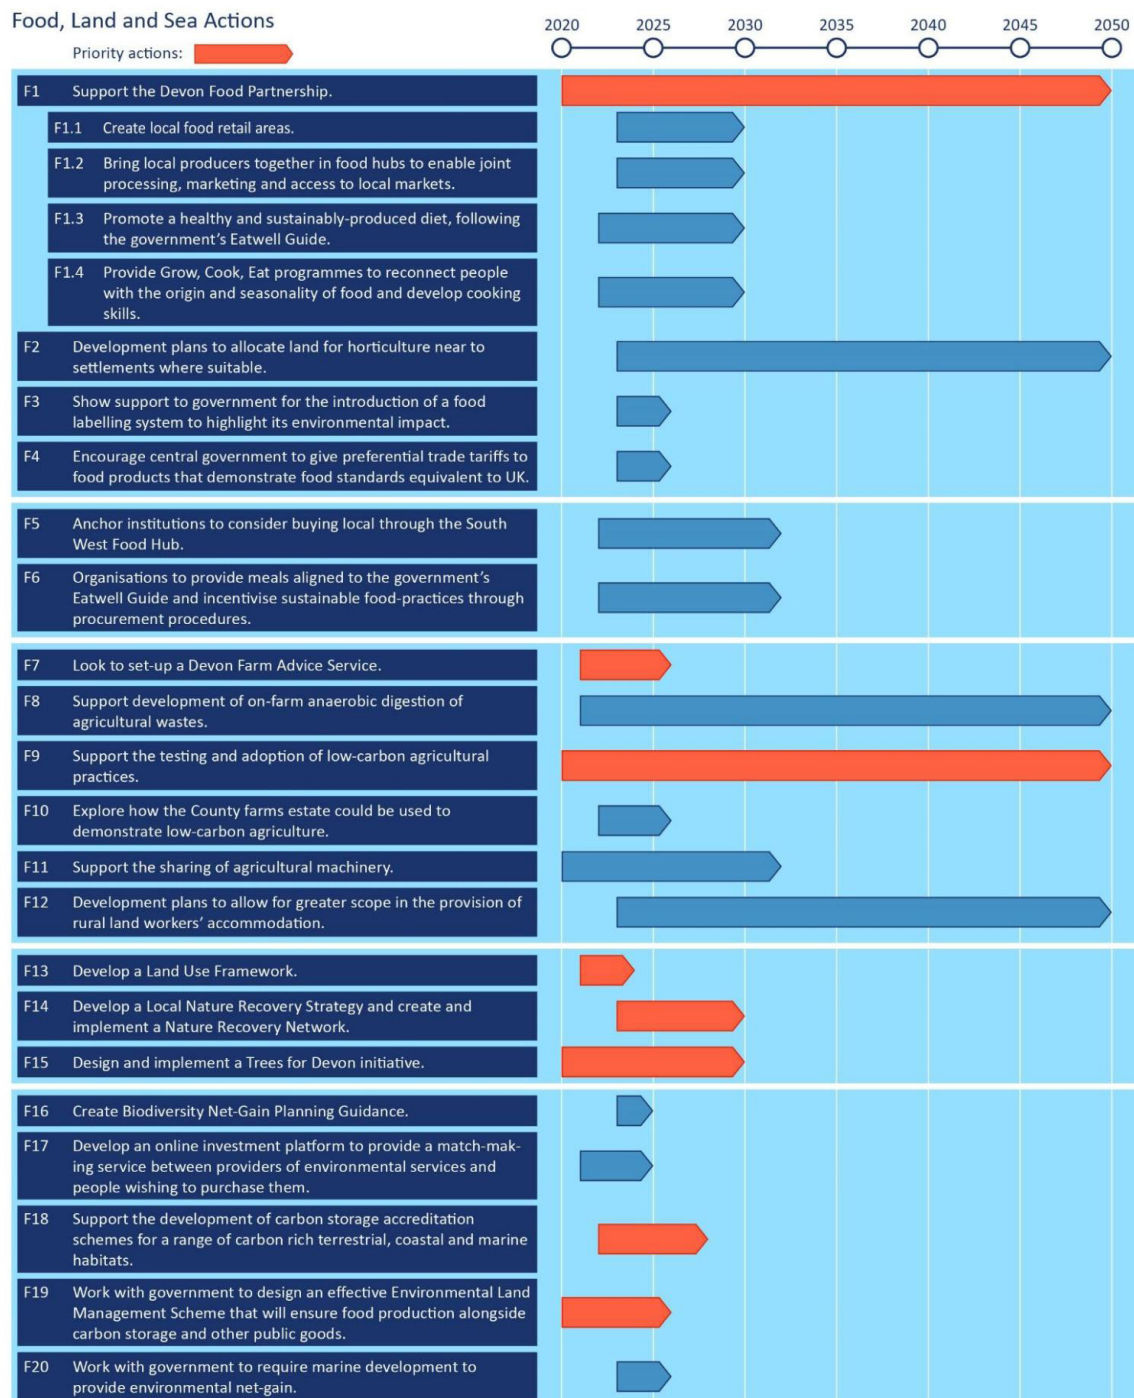 Food, Land and Sea Actions
Priority actions:
2020 2025 2030 2035 2040 2045 2050
F1 Support the Devon Food Partnership.
F1.1 Create local food retail areas.
F1.2 Bring local producers together in food hubs to enable joint
processing, marketing and access to local markets.
F1.3 Promote a healthy and sustainably-produced diet, following
the government’s Eatwell Guide.
F1.4 Provide Grow, Cook, Eat programmes to reconnect people
with the origin and seasonality of food and develop cooking
skills.
F2 Development plans to allocate land for horticulture near to
settlements where suitable.
F3 Show support to government for the introduction of a food
labelling system to highlight its environmental impact.
F4 Encourage central government to give preferential trade tariffs to
food products that demonstrate food standards equivalent to UK.
F5 Anchor institutions to consider buying local through the South
West Food Hub.
F6 Organisations to provide meals aligned to the government’s
Eatwell Guide and incentivise sustainable food-practices through
procurement procedures.
F7 Look to set-up a Devon Farm Advice Service.
F8 Support development of on-farm anaerobic digestion of
agricultural wastes.
F9 Support the testing and adoption of low-carbon agricultural
practices.
F10 Explore how the County farms estate could be used to
demonstrate low-carbon agriculture.
F11 Support the sharing of agricultural machinery.
F12 Development plans to allow for greater scope in the provision of
rural land workers’ accommodation.
F13 Develop a Land Use Framework.
F14 Develop a Local Nature Recovery Strategy and create and
implement a Nature Recovery Network.
F15 Design and implement a Trees for Devon initiative.
F16 Create Biodiversity Net-Gain Planning Guidance.
F17 Develop an online investment platform to provide a match-mak-
ing service between providers of environmental services and
people wishing to purchase them.
F18 Support the development of carbon storage accreditation
schemes for a range of carbon rich terrestrial, coastal and marine
habitats.
F19 Work with government to design an effective Environmental Land
Management Scheme that will ensure food production alongside
carbon storage and other public goods.
F20 Work with government to require marine development to
provide environmental net-gain.